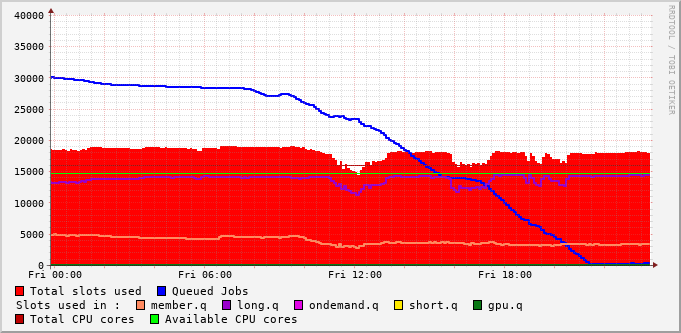 40000
35000
30000
25000
20000
15000
10000
5000
0
Fri 00:00 Fri 06:00 Fri 12:00 Fri 18:00
RRDTOOL / TOBI OETIKER
Total slots used Queued Jobs
Slots used in : member.q long.q ondemand.q short.q gpu.q
Total CPU cores Available CPU cores